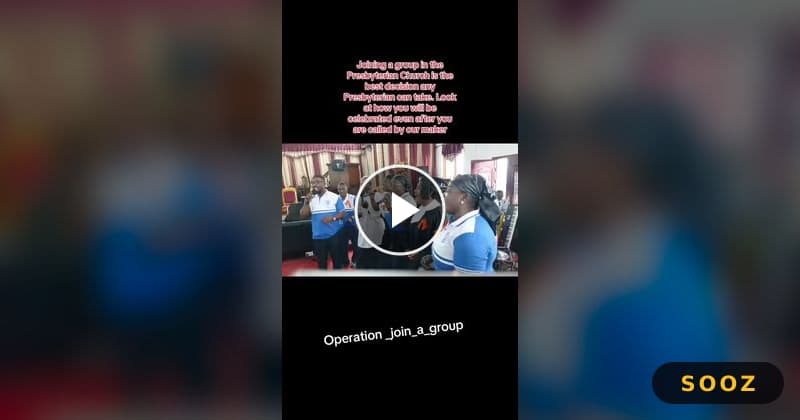 Joining a group in the
Presbyterian Church is the
best decision any
Presbyterian can take. Look
at how you will be
celebrated even after you
are called by our maker
Operation _join_a_group
SOOZ